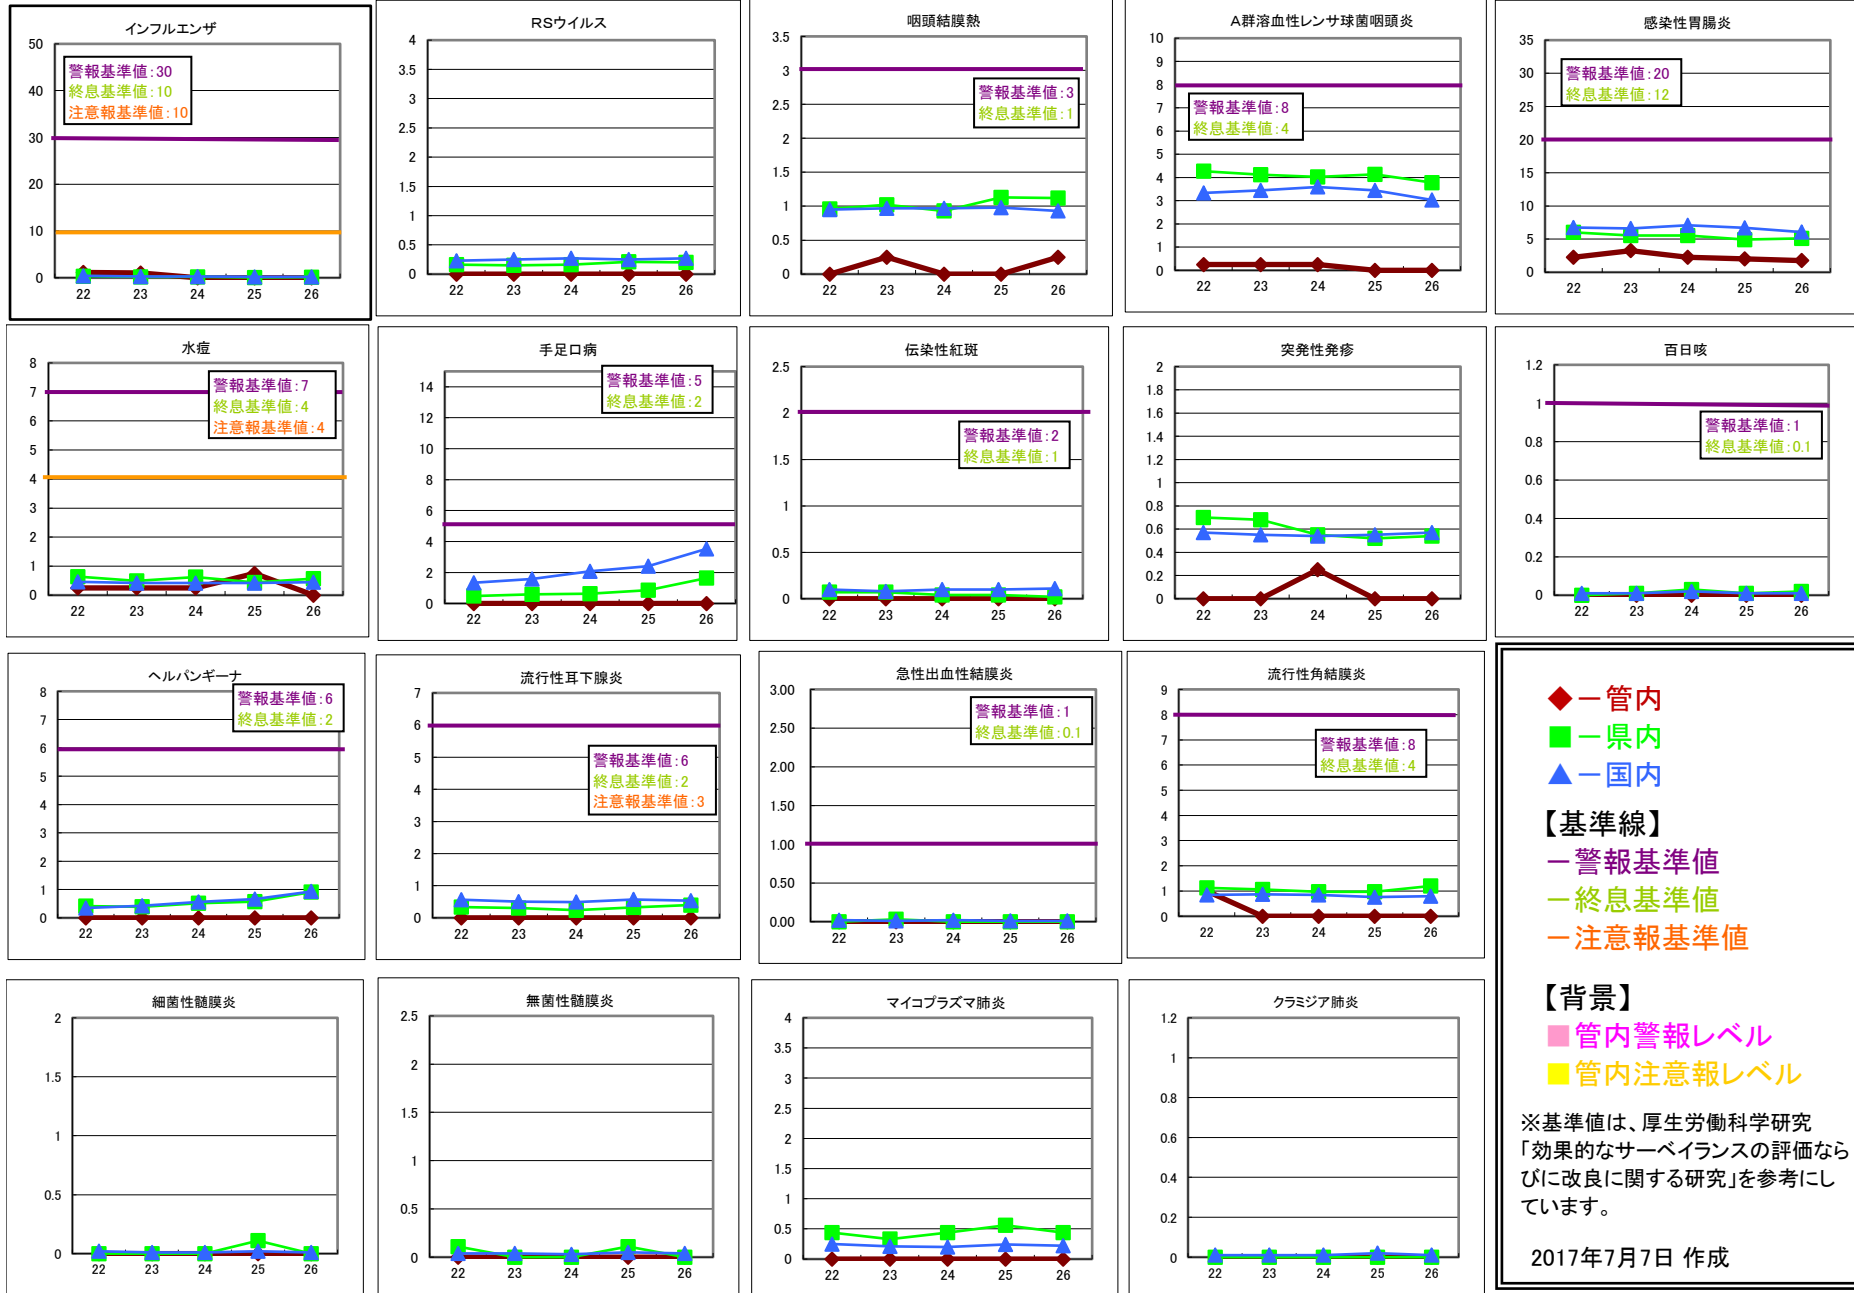 インフルエンザ
50
40
30
20
10
0
警報基準値:30
終息基準値:10
注意報基準値:10
22 23 24 25 26
RSウイルス
4
3.5
3
2.5
2
1.5
1
0.5
0
22 23 24 25 26
咽頭結膜熱
3.5
3
2.5
2
1.5
1
0.5
0
警報基準値:3
終息基準値:1
22 23 24 25 26
A群溶血性レンサ球菌咽頭炎
10
9
8
7
6
5
4
3
2
1
0
警報基準値:8
終息基準値:4
22 23 24 25 26
感染性胃腸炎
35
30
25
20
15
10
5
0
警報基準値:20
終息基準値:12
22 23 24 25 26
水痘
8
7
6
5
4
3
2
1
0
警報基準値:7
終息基準値:4
注意報基準値:4
22 23 24 25 26
手足口病
14
12
10
8
6
4
2
0
警報基準値:5
終息基準値:2
22 23 24 25 26
伝染性紅斑
2.5
2
1.5
1
0.5
0
警報基準値:2
終息基準値:1
22 23 24 25 26
突発性発疹
2
1.8
1.6
1.4
1.2
1
0.8
0.6
0.4
0.2
0
22 23 24 25 26
百日咳
1.2
1
0.8
0.6
0.4
0.2
0
警報基準値:1
終息基準値:0.1
22 23 24 25 26
ヘルパンギーナ
8
7
6
5
4
3
2
1
0
警報基準値:6
終息基準値:2
22 23 24 25 26
流行性耳下腺炎
7
6
5
4
3
2
1
0
警報基準値:6
終息基準値:2
注意報基準値:3
22 23 24 25 26
急性出血性結膜炎
3.00
2.50
2.00
1.50
1.00
0.50
0.00
警報基準値:1
終息基準値:0.1
22 23 24 25 26
流行性角結膜炎
9
8
7
6
5
4
3
2
1
0
警報基準値:8
終息基準値:4
22 23 24 25 26
細菌性髄膜炎
2
1.5
1
0.5
0
22 23 24 25 26
無菌性髄膜炎
2.5
2
1.5
1
0.5
0
22 23 24 25 26
マイコプラズマ肺炎
4
3.5
3
2.5
2
1.5
1
0.5
0
22 23 24 25 26
クラミジア肺炎
1.2
1
0.8
0.6
0.4
0.2
0
22 23 24 25 26
◆－管内
■－県内
▲－国内
【基準線】
－警報基準値
－終息基準値
－注意報基準値
【背景】
■管内警報レベル
■管内注意報レベル
※基準値は、厚生労働科学研究
「効果的なサーベイランスの評価なら
びに改良に関する研究」を参考にし
ています。
2017年7月7日 作成